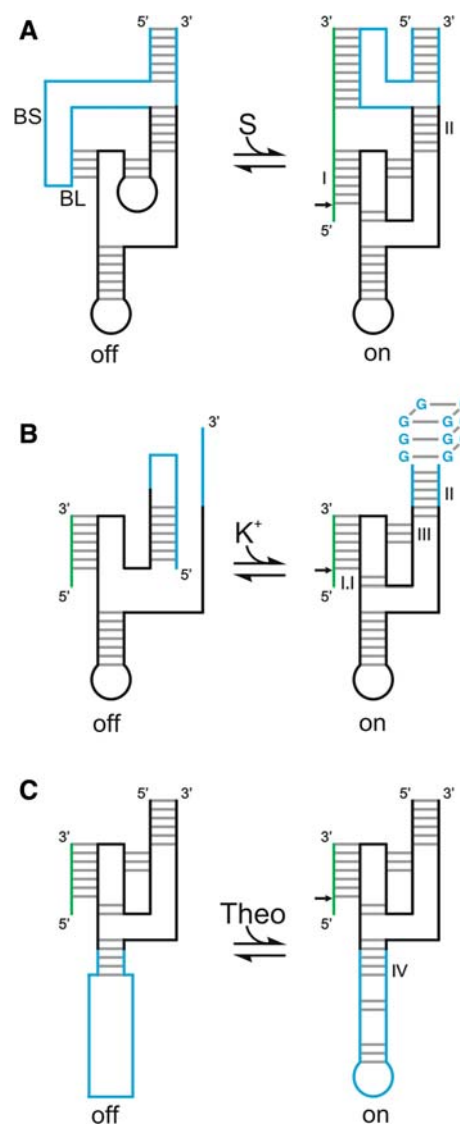 A
5' 3'
3' 5' 3'
BS
S
II
I
BL
5'
off
on
B
G
G G
G G
G G
3'
II
3'
K+
3'
III
5'
5'
I.I
5'
off
on
C
5' 3'
5' 3'
3'
3'
5'
Theo
5'
IV
off
on